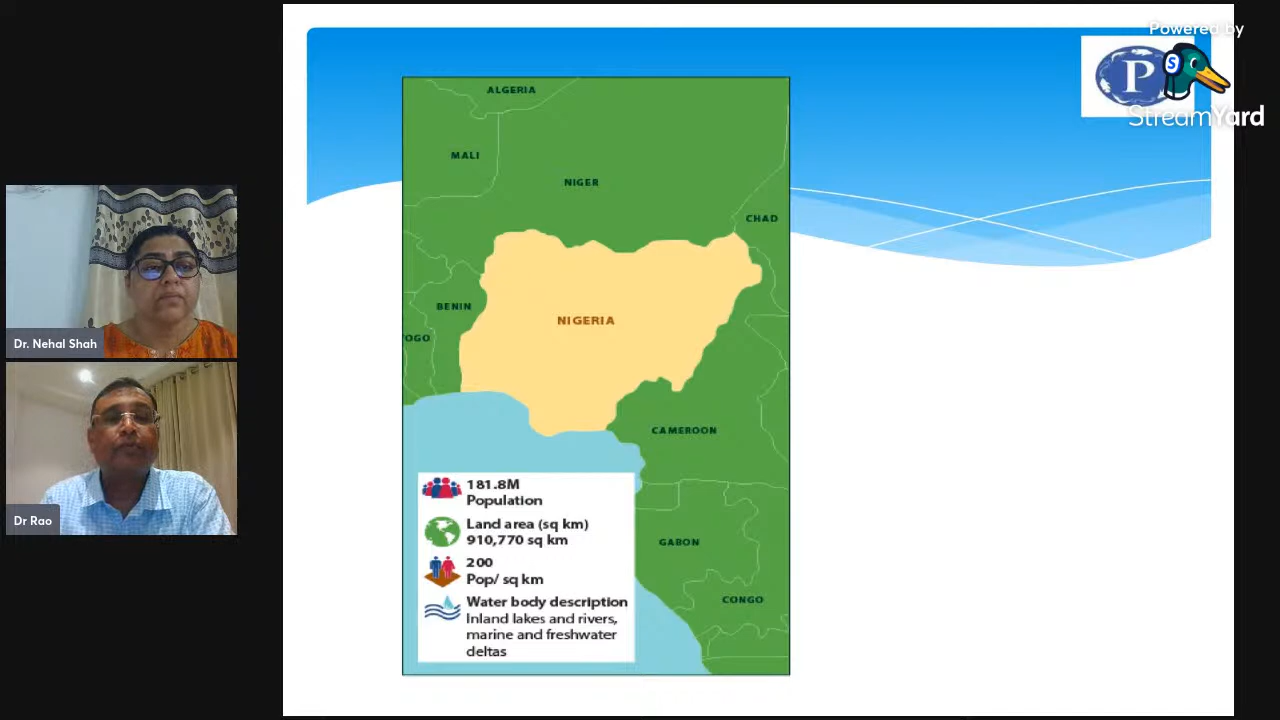 Powered by
StreamYard
P
S
ALGERIA
MALI
NIGER
CHAD
BENIN
NIGERIA
OGO
CAMEROON
GABON
CONGO
181.8M
Population
Land area (sq km)
910,770 sq km
200
Pop/ sq km
Water body description
Inland lakes and rivers,
marine and freshwater
deltas
Dr. Nehal Shah
Dr Rao